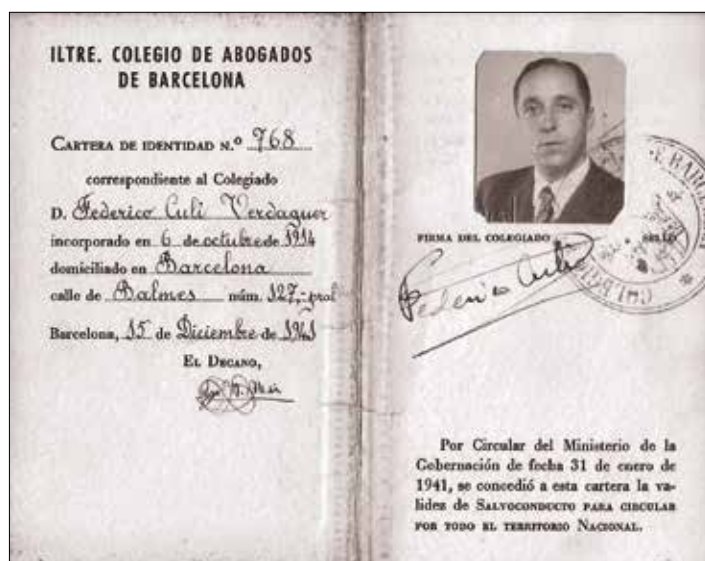 ILTRE. COLEGIO DE ABOGADOS
DE BARCELONA
CARTERA DE IDENTIDAD N.º 768
correspondiente al Colegiado
D. Federico Culi Verdaguer
incorporado en 6 de octubre de 1914
domiciliado en Barcelona
calle de Balmes núm. 127,- pral
Barcelona, 15 de Diciembre de 1941
EL DECANO,
FIRMA DEL COLEGIADO SELLO
Federico Culi
Por Circular del Ministerio de la
Gobernación de fecha 31 de enero de
1941, se concedió a esta cartera la va-
lidez de SALVOCONDUCTO PARA CIRCULAR
POR TODO EL TERRITORIO NACIONAL.